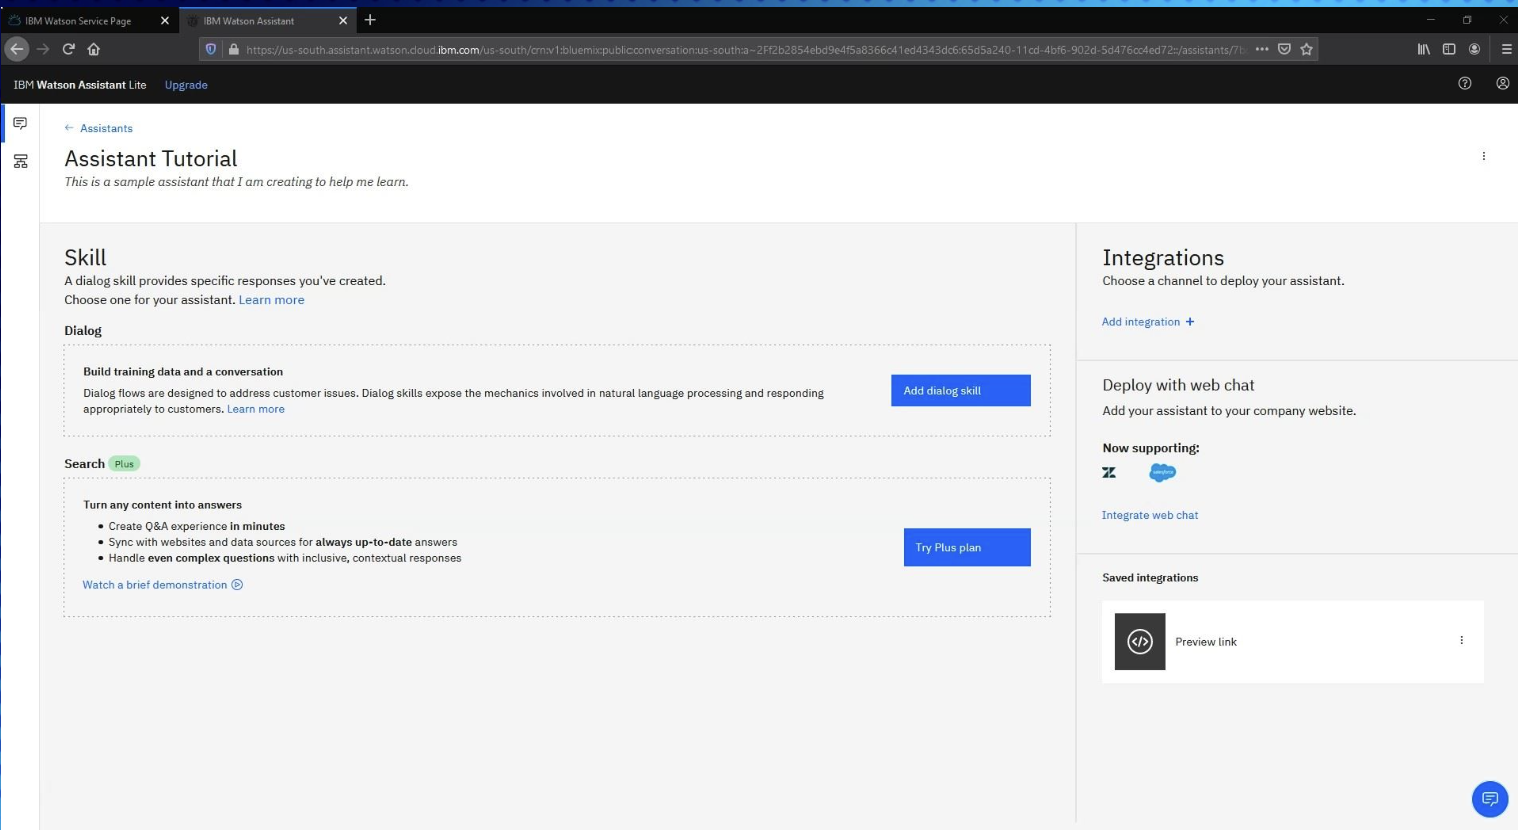 IBM Watson Service Page
IBM Watson Assistant
https://us-south.assistant.watson.cloud.ibm.com/us-south/crn:v1:bluemix:public:conversation:us-south:a~2Ff2b2854ebd9e4f5a8366c41ed4343dc6:65d5a240-11cd-4bf6-902d-5d476cc4ed72::/assistants/7b
IBM Watson Assistant Lite
Upgrade
← Assistants
Assistant Tutorial
This is a sample assistant that I am creating to help me learn.
Skill
A dialog skill provides specific responses you've created.
Choose one for your assistant. Learn more
Dialog
Build training data and a conversation
Dialog flows are designed to address customer issues. Dialog skills expose the mechanics involved in natural language processing and responding
appropriately to customers. Learn more
Add dialog skill
Search Plus
Turn any content into answers
• Create Q&A experience in minutes
• Sync with websites and data sources for always up-to-date answers
• Handle even complex questions with inclusive, contextual responses
Watch a brief demonstration
Try Plus plan
Integrations
Choose a channel to deploy your assistant.
Add integration +
Deploy with web chat
Add your assistant to your company website.
Now supporting:
salesforce
Integrate web chat
Saved integrations
Preview link